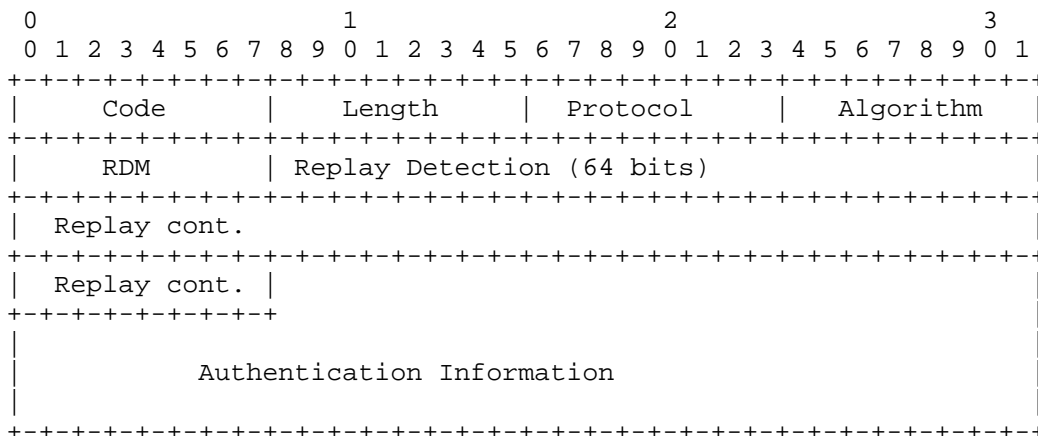 0                   1                   2                   3
0 1 2 3 4 5 6 7 8 9 0 1 2 3 4 5 6 7 8 9 0 1 2 3 4 5 6 7 8 9 0 1
+-+-+-+-+-+-+-+-+-+-+-+-+-+-+-+-+-+-+-+-+-+-+-+-+-+-+-+-+-+-+-+-+
|     Code      |    Length     |  Protocol     |   Algorithm   |
+-+-+-+-+-+-+-+-+-+-+-+-+-+-+-+-+-+-+-+-+-+-+-+-+-+-+-+-+-+-+-+-+
|     RDM       | Replay Detection (64 bits)                    |
+-+-+-+-+-+-+-+-+-+-+-+-+-+-+-+-+-+-+-+-+-+-+-+-+-+-+-+-+-+-+-+-+
|  Replay cont.                                                 |
+-+-+-+-+-+-+-+-+-+-+-+-+-+-+-+-+-+-+-+-+-+-+-+-+-+-+-+-+-+-+-+-+
|  Replay cont. |                                               |
+-+-+-+-+-+-+-+-+                                               |
|                                                               |
|           Authentication Information                          |
|                                                               |
+-+-+-+-+-+-+-+-+-+-+-+-+-+-+-+-+-+-+-+-+-+-+-+-+-+-+-+-+-+-+-+-+